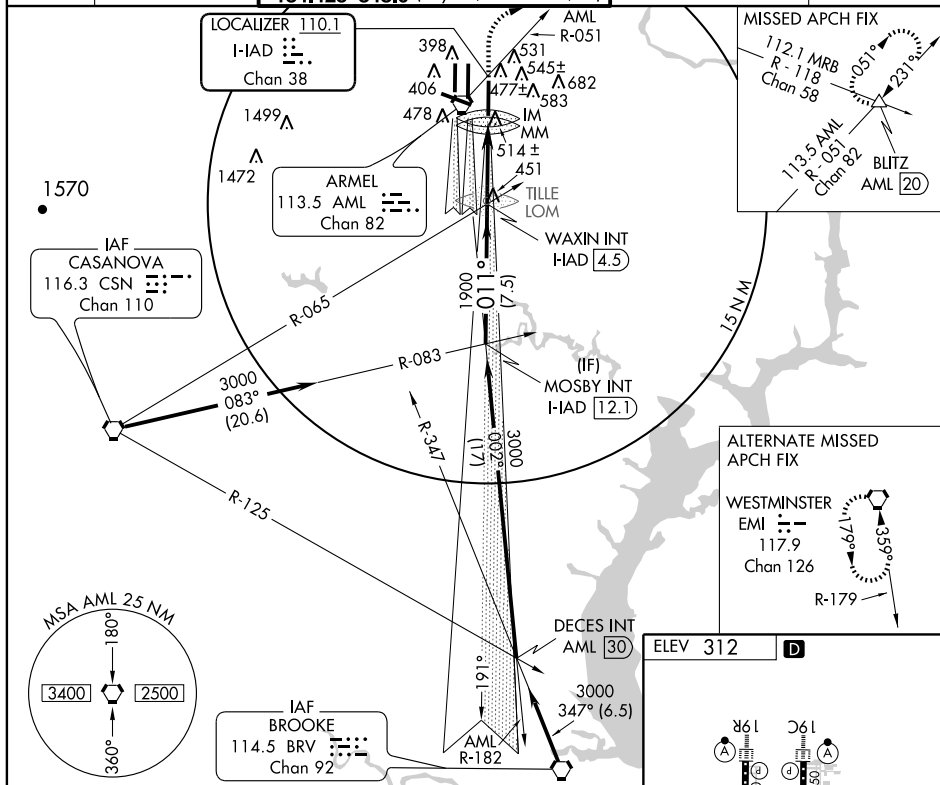 LOCALIZER 110.1
I-IAD
Chan 38
AML
R-051
398
406
478
531
545±
477±
682
583
IM
MM
514 ±
451
1499
1472
1570
ARMEL
113.5 AML
Chan 82
TILLE
LOM
WAXIN INT
I-IAD 4.5
MISSED APCH FIX
112.1 MRB
R - 118
Chan 58
051°
231°
113.5 AML
R - 051
Chan 82
BLITZ
AML 20
IAF
CASANOVA
116.3 CSN
Chan 110
R-065
1900
011°
(7.5)
15 NM
R-083
3000
083°
(20.6)
(IF)
MOSBY INT
I-IAD 12.1
R-347
3000
002°
(17)
R-125
ALTERNATE MISSED
APCH FIX
WESTMINSTER
EMI
117.9
Chan 126
179°
359°
R-179
MSA AML 25 NM
180°
3400
2500
360°
DECES INT
AML 30
191°
3000
347° (6.5)
AML
R-182
IAF
BROOKE
114.5 BRV
Chan 92
ELEV 312
D
19R
19C
A
A
P
P
50